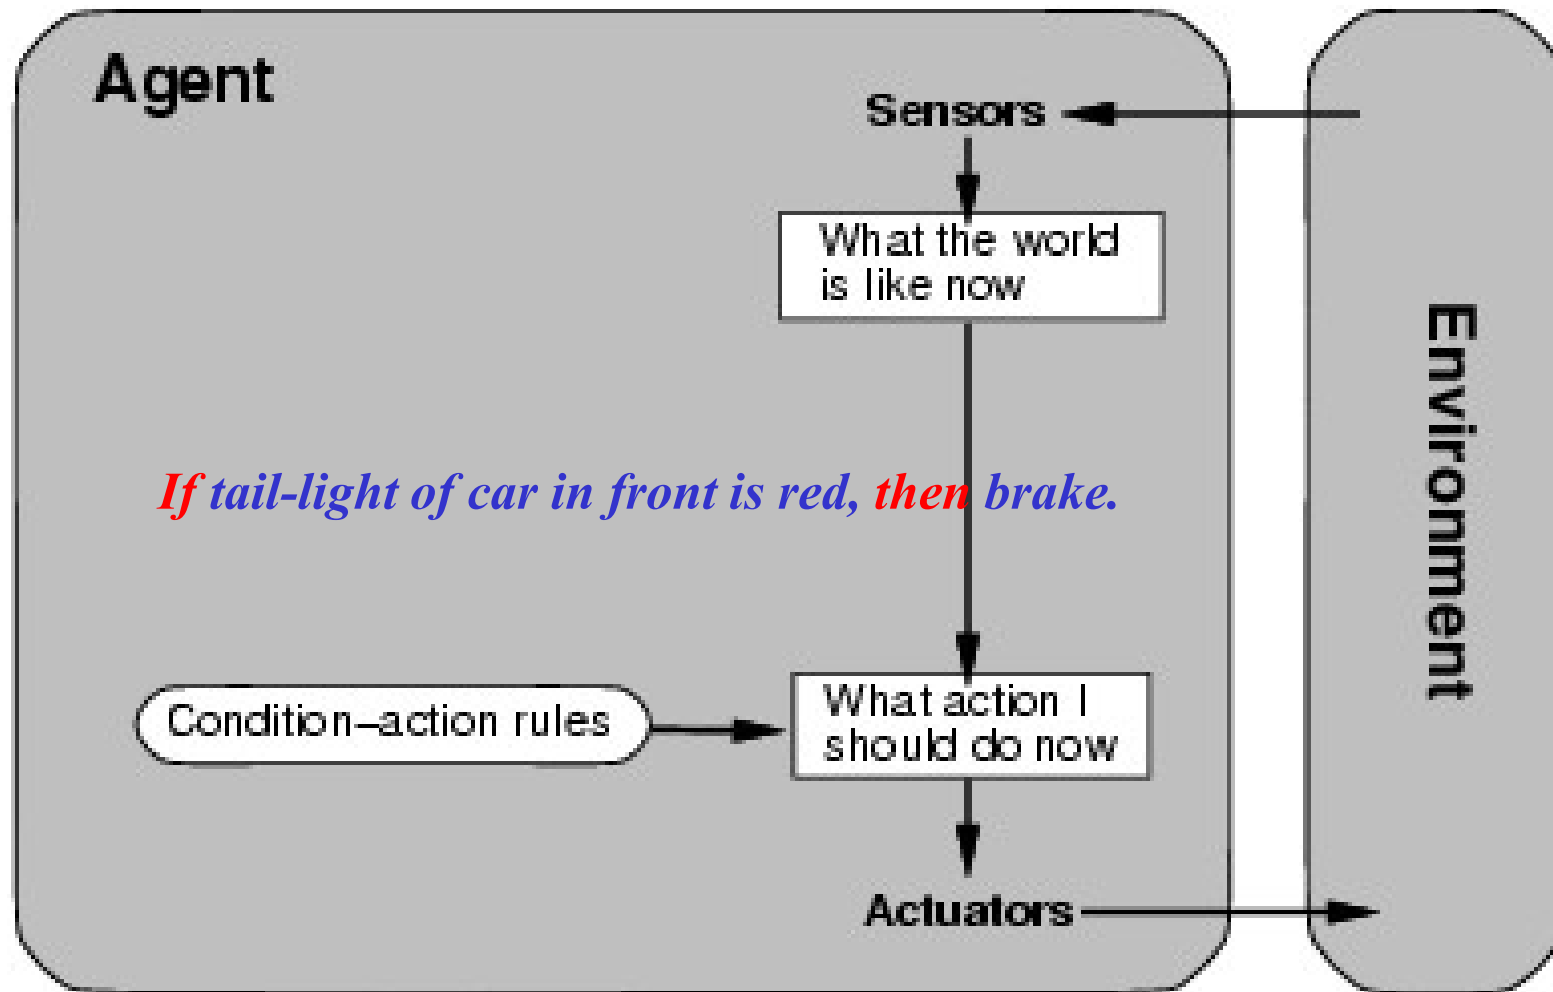 Agent
Sensors
What the world
is like now
Environment
If tail-light of car in front is red, then brake.
Condition–action rules
What action I
should do now
Actuators